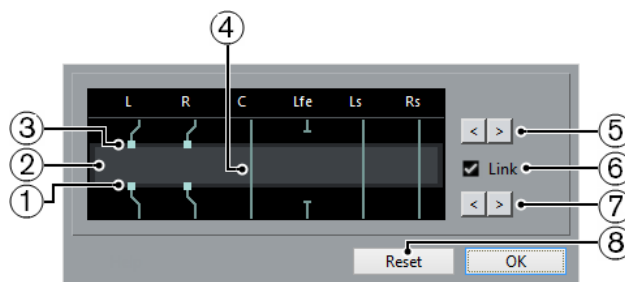 ④
L R C Lfe Ls Rs
③ < > ⑤
② Link ⑥
① < > ⑦
⑧
Reset OK